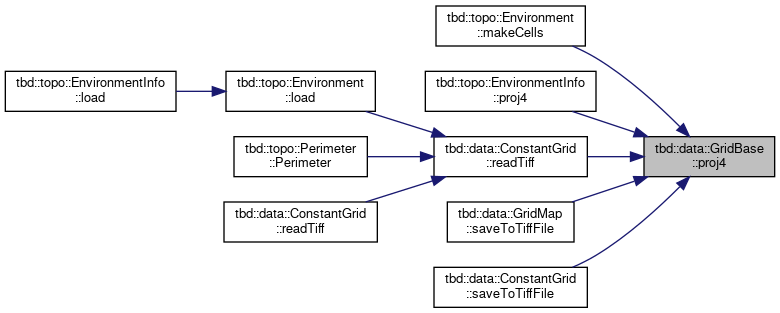 tbd::topo::Environment
::makeCells
tbd::topo::EnvironmentInfo
::load
tbd::topo::Environment
::load
tbd::topo::EnvironmentInfo
::proj4
tbd::topo::Perimeter
::Perimeter
tbd::data::ConstantGrid
::readTiff
tbd::data::GridBase
::proj4
tbd::data::ConstantGrid
::readTiff
tbd::data::GridMap
::saveToTiffFile
tbd::data::ConstantGrid
::saveToTiffFile